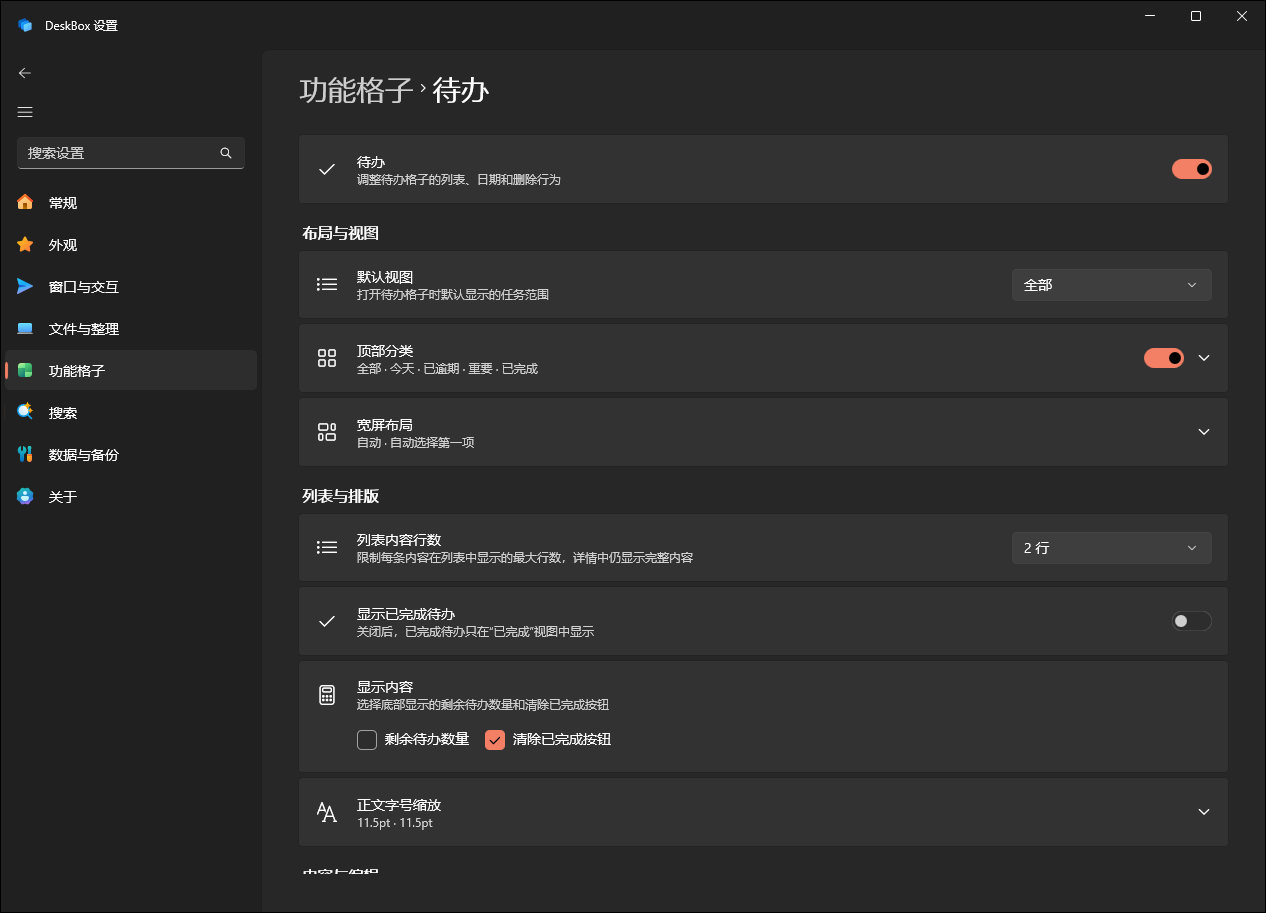 DeskBox 设置
搜索设置
常规
外观
窗口与交互
文件与整理
功能格子
搜索
数据与备份
关于
功能格子 › 待办
待办
调整待办格子的列表、日期和删除行为
布局与视图
默认视图
打开待办格子时默认显示的任务范围
全部
顶部分类
全部 · 今天 · 已逾期 · 重要 · 已完成
宽屏布局
自动 · 自动选择第一项
列表与排版
列表内容行数
限制每条内容在列表中显示的最大行数，详情中仍显示完整内容
2 行
显示已完成待办
关闭后，已完成待办只在“已完成”视图中显示
显示内容
选择底部显示的剩余待办数量和清除已完成按钮
剩余待办数量
清除已完成按钮
正文字号缩放
11.5pt · 11.5pt